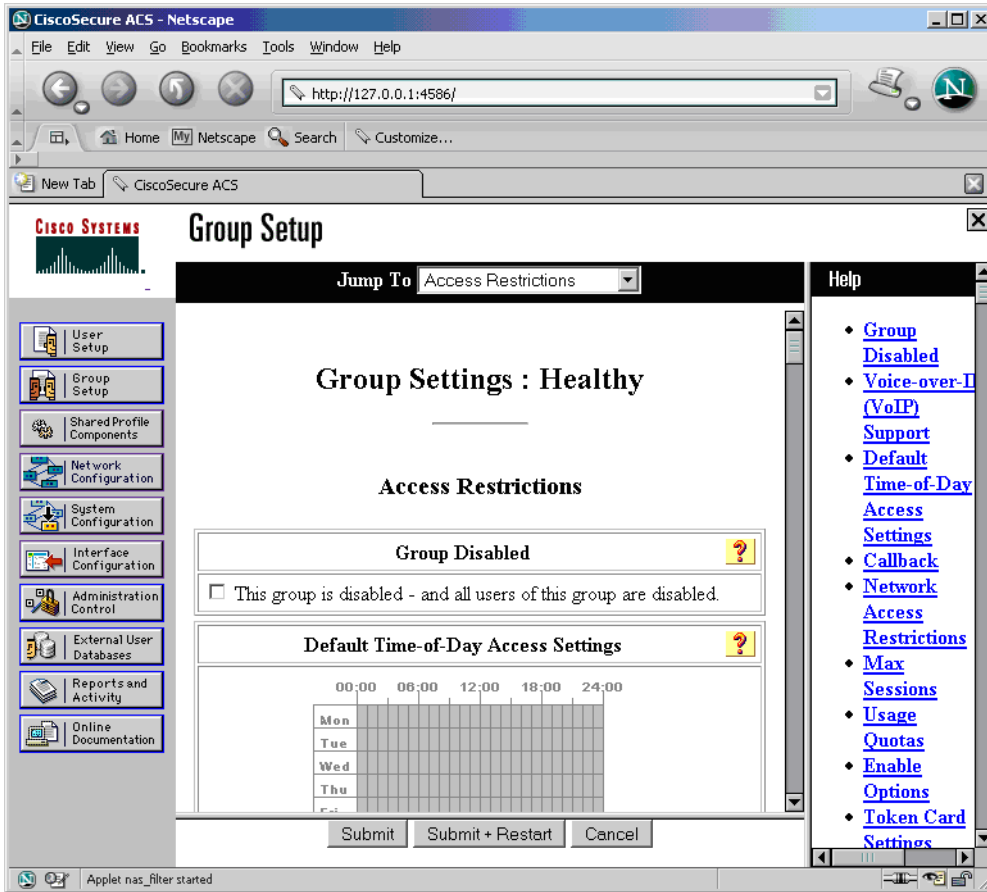 CiscoSecure ACS - Netscape
File Edit View Go Bookmarks Tools Window Help
http://127.0.0.1:4586/
N
Home My Netscape Search Customize...
New Tab CiscoSecure ACS
CISCO SYSTEMS
Group Setup
Jump To Access Restrictions
Help
User
Setup
Group
Setup
Shared Profile
Components
Network
Configuration
System
Configuration
Interface
Configuration
Administration
Control
External User
Databases
Reports and
Activity
Online
Documentation
Group Settings : Healthy
Access Restrictions
Group Disabled ?
This group is disabled - and all users of this group are disabled.
Default Time-of-Day Access Settings ?
00:00 06:00 12:00 18:00 24:00
Mon
Tue
Wed
Thu
Fri
Submit Submit + Restart Cancel
Group
Disabled
Voice-over-I
(VoIP)
Support
Default
Time-of-Day
Access
Settings
Callback
Network
Access
Restrictions
Max
Sessions
Usage
Quotas
Enable
Options
Token Card
Settings
Applet nas_filter started